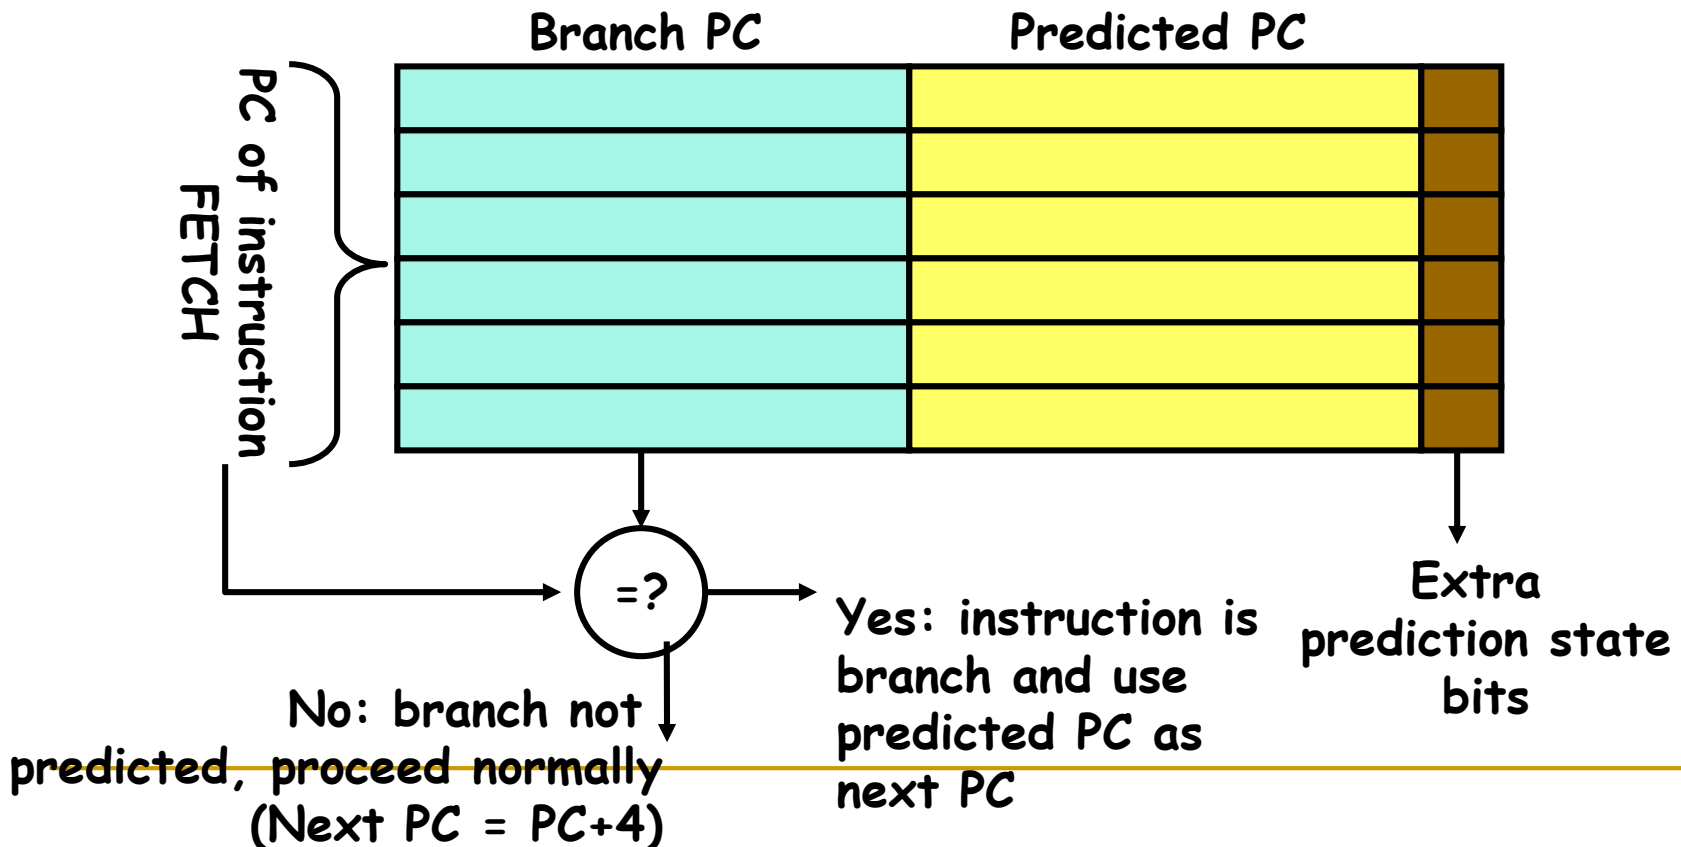 Branch PC
Predicted PC
PC of instruction
FETCH
=?
Yes: instruction is
branch and use
predicted PC as
next PC
Extra
prediction state
bits
No: branch not
predicted, proceed normally
(Next PC = PC+4)